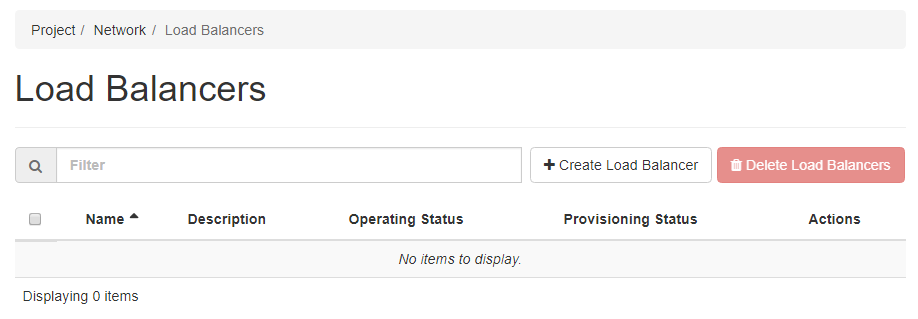 Project / Network / Load Balancers
Load Balancers
Filter Create Load Balancer Delete Load Balancers
Name Description Operating Status Provisioning Status Actions
No items to display.
Displaying 0 items